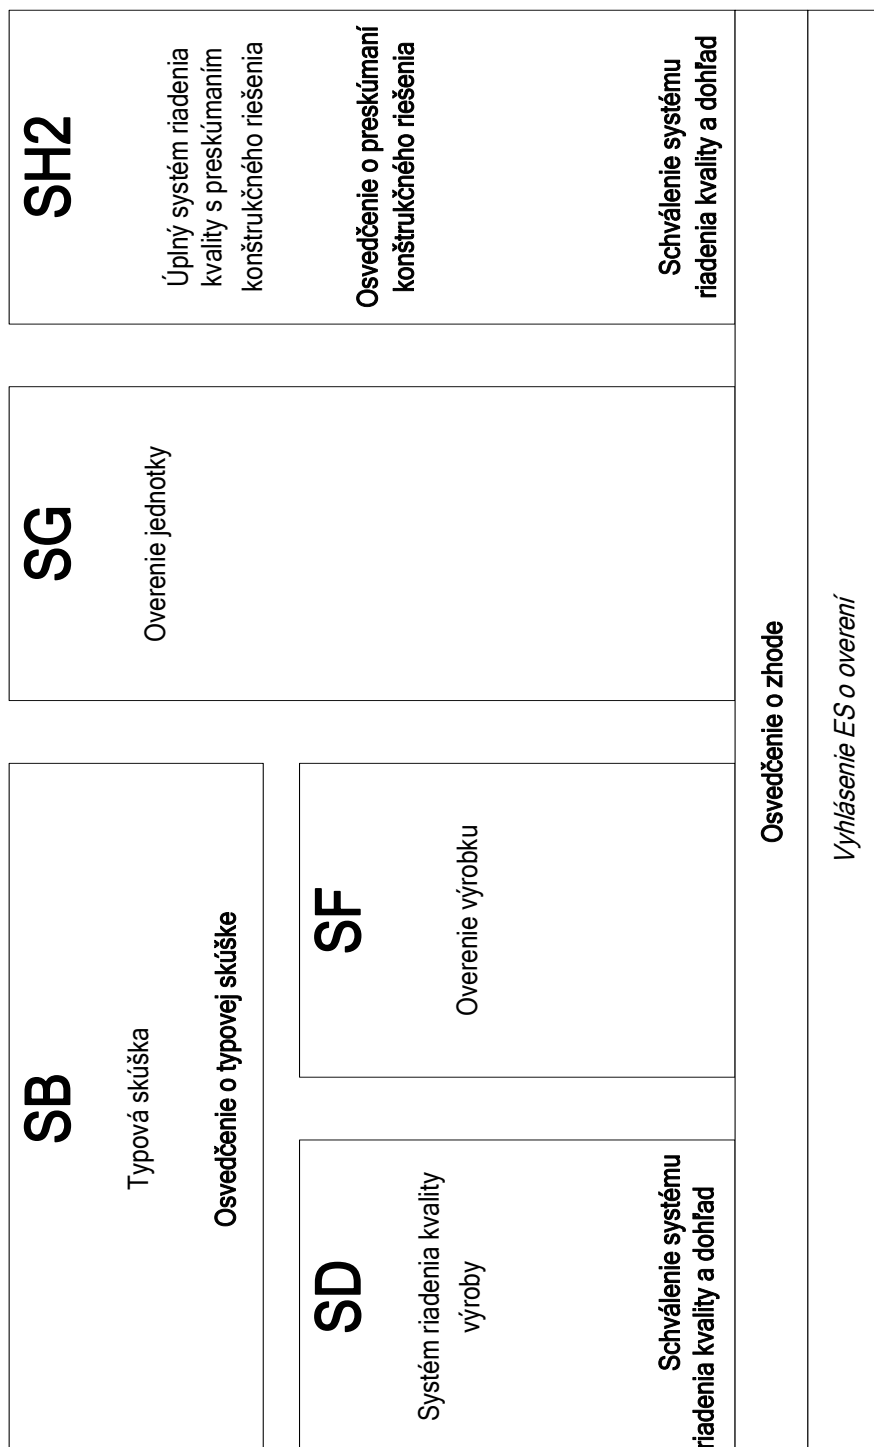 SB
Typová skúška
Osvedčenie o typovej skúške
SD
Systém riadenia kvality
výroby
Schválenie systému
riadenia kvality a dohľad
SF
Overenie výrobku
SG
Overenie jednotky
SH2
Úplný systém riadenia
kvality s preskúmaním
konštrukčného riešenia
Osvedčenie o preskúmaní
konštrukčného riešenia
Schválenie systému
riadenia kvality a dohľad
Osvedčenie o zhode
Vyhlásenie ES o overení